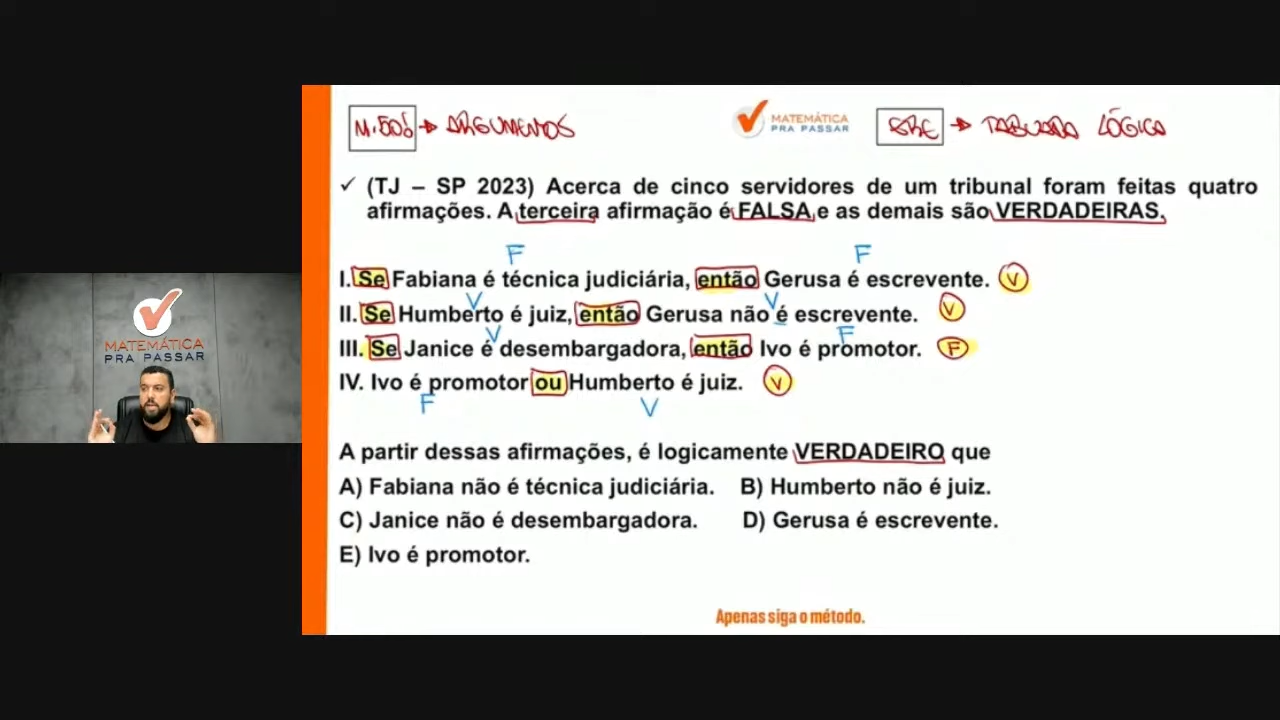 M.508 → ARGUMENTOS
MATEMÁTICA
PRA PASSAR
→ TABUADA LÓGICA
✓ (TJ – SP 2023) Acerca de cinco servidores de um tribunal foram feitas quatro
afirmações. A terceira afirmação é FALSA e as demais são VERDADEIRAS.
F F
I. Se Fabiana é técnica judiciária, então Gerusa é escrevente. V
V V
II. Se Humberto é juiz, então Gerusa não é escrevente. V
V F
III. Se Janice é desembargadora, então Ivo é promotor. F
IV. Ivo é promotor ou Humberto é juiz. V
F V
A partir dessas afirmações, é logicamente VERDADEIRO que
A) Fabiana não é técnica judiciária. B) Humberto não é juiz.
C) Janice não é desembargadora. D) Gerusa é escrevente.
E) Ivo é promotor.
Apenas siga o método.
MATEMÁTICA
PRA PASSAR